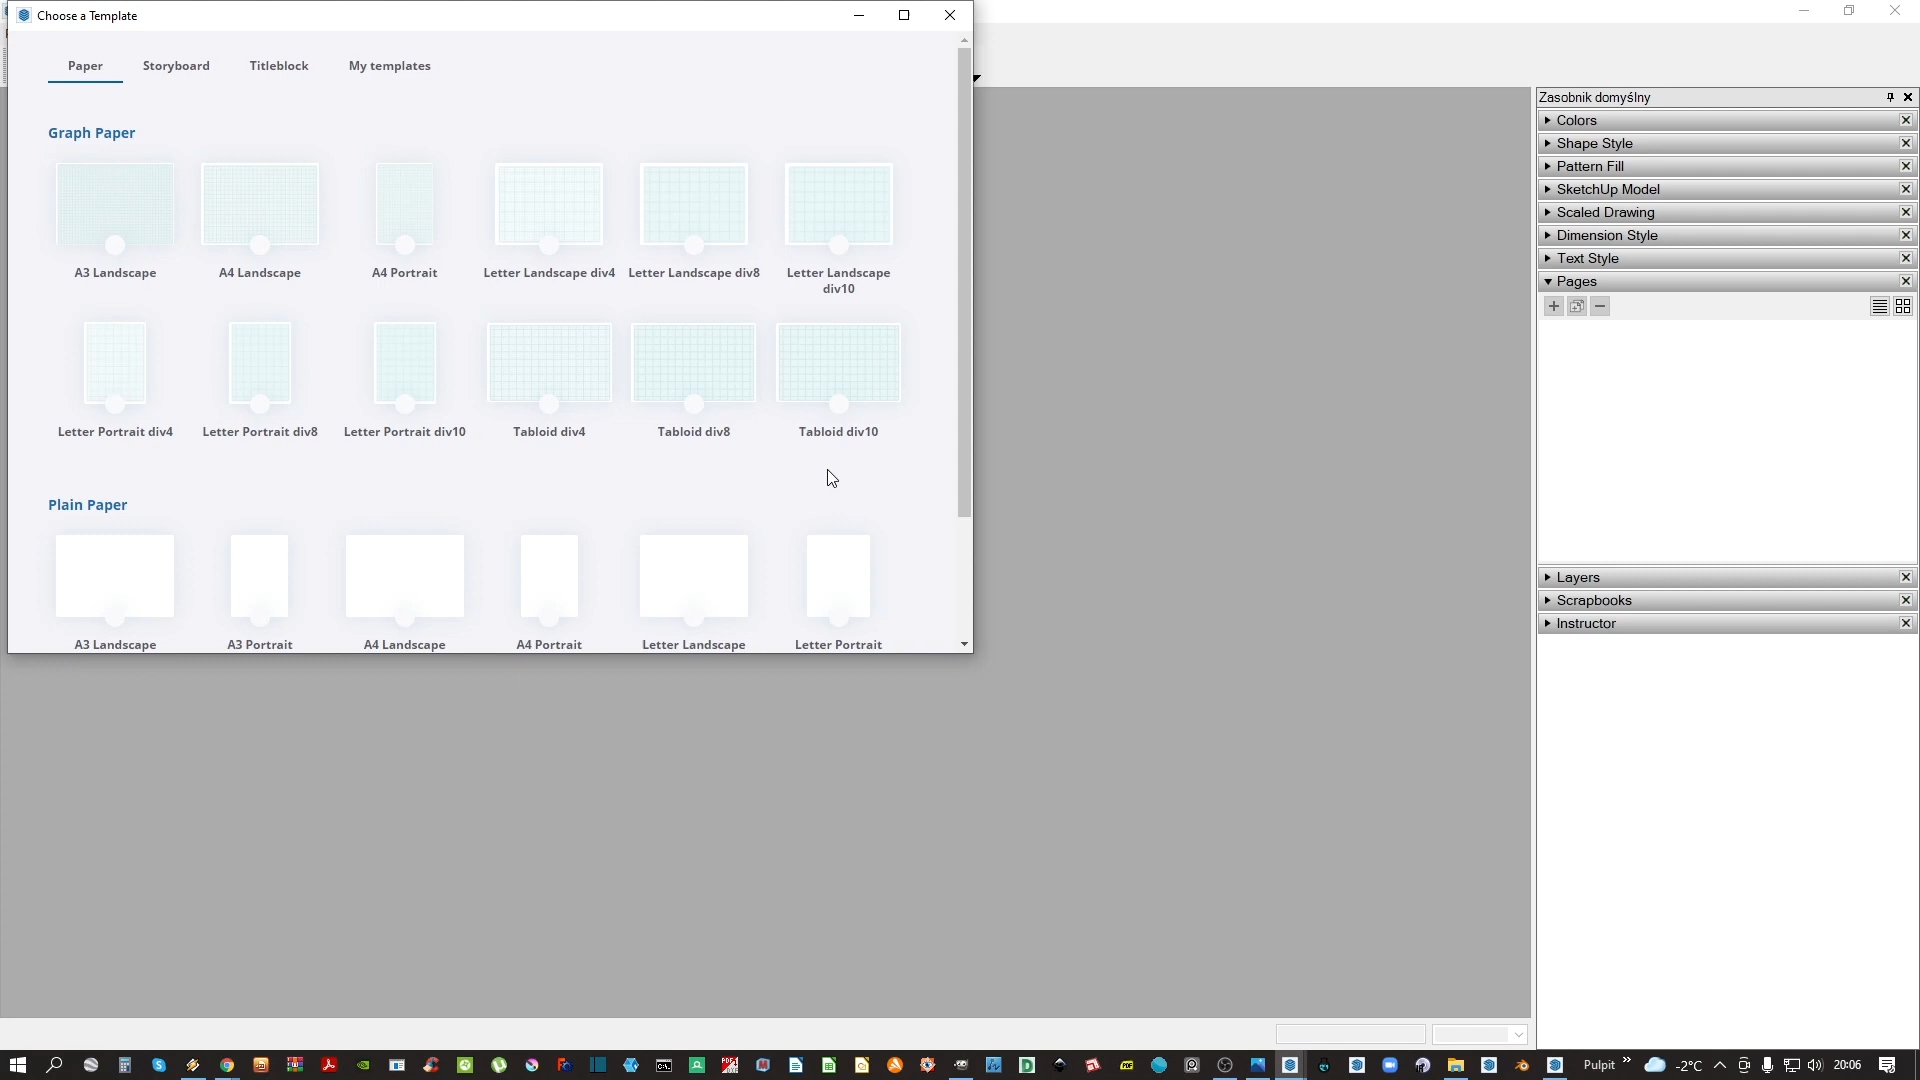 Choose a Template
Paper
Storyboard
Titleblock
My templates
Graph Paper
A3 Landscape
A4 Landscape
A4 Portrait
Letter Landscape div4
Letter Landscape div8
Letter Landscape
div10
Letter Portrait div4
Letter Portrait div8
Letter Portrait div10
Tabloid div4
Tabloid div8
Tabloid div10
Plain Paper
A3 Landscape
A3 Portrait
A4 Landscape
A4 Portrait
Letter Landscape
Letter Portrait
Zasobnik domyślny
Colors
Shape Style
Pattern Fill
SketchUp Model
Scaled Drawing
Dimension Style
Text Style
Pages
Layers
Scrapbooks
Instructor
Pulpit
-2°C
20:06